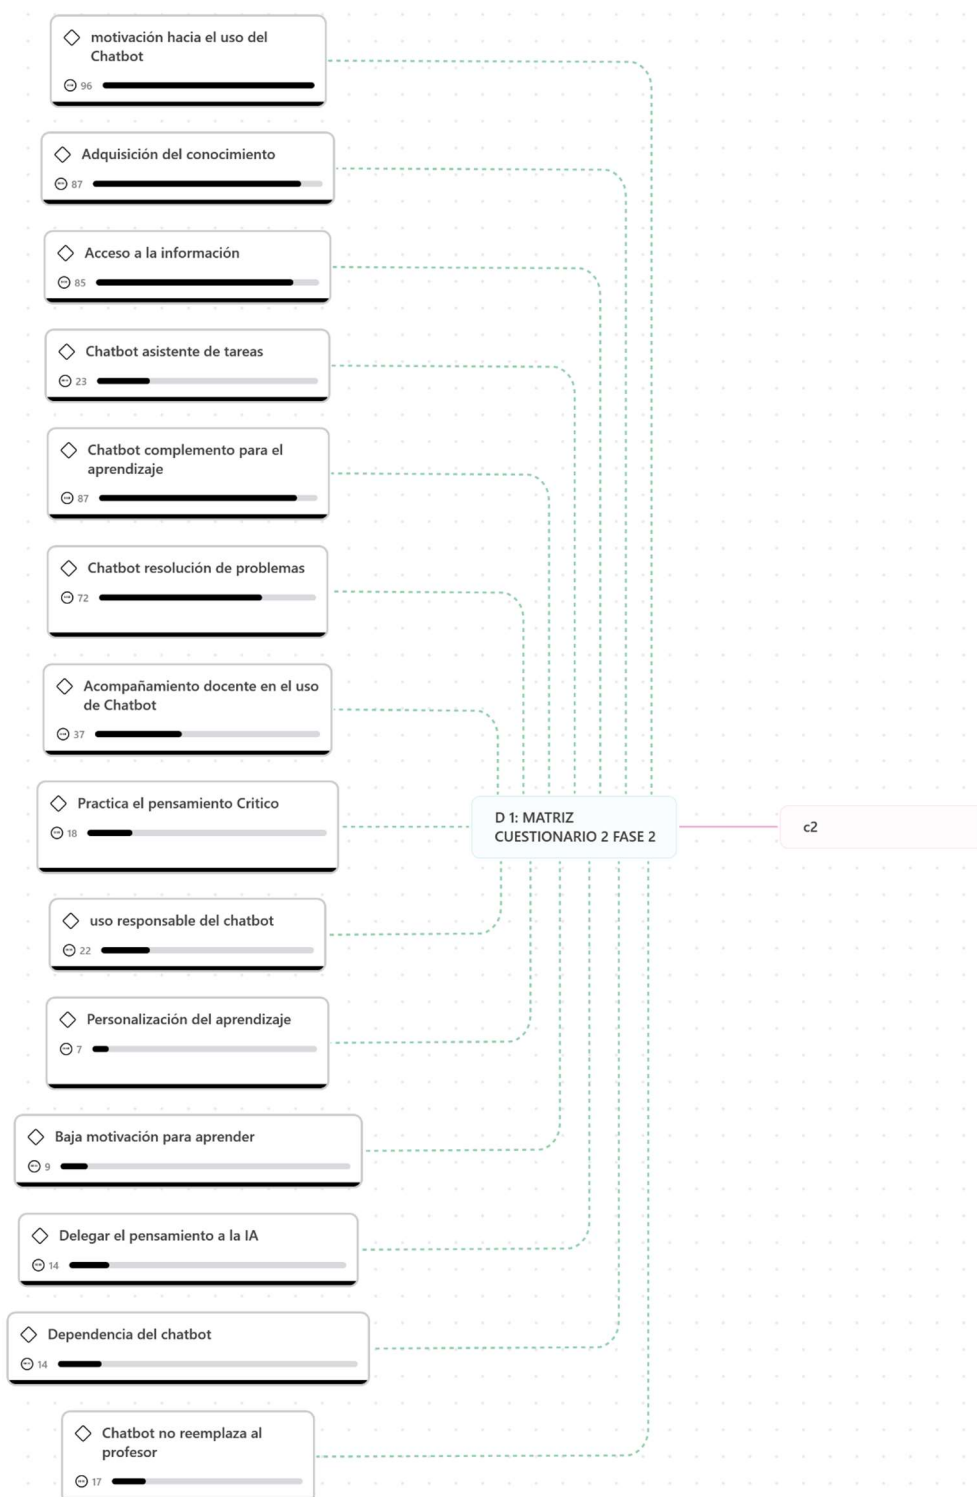 motivación hacia el uso del
Chatbot
96
Adquisición del conocimiento
87
Acceso a la información
85
Chatbot asistente de tareas
23
Chatbot complemento para el
aprendizaje
87
Chatbot resolución de problemas
72
Acompañamiento docente en el uso
de Chatbot
37
Practica el pensamiento Critico
18
D 1: MATRIZ
CUESTIONARIO 2 FASE 2
c2
uso responsable del chatbot
22
Personalización del aprendizaje
7
Baja motivación para aprender
9
Delegar el pensamiento a la IA
14
Dependencia del chatbot
14
Chatbot no reemplaza al
profesor
17